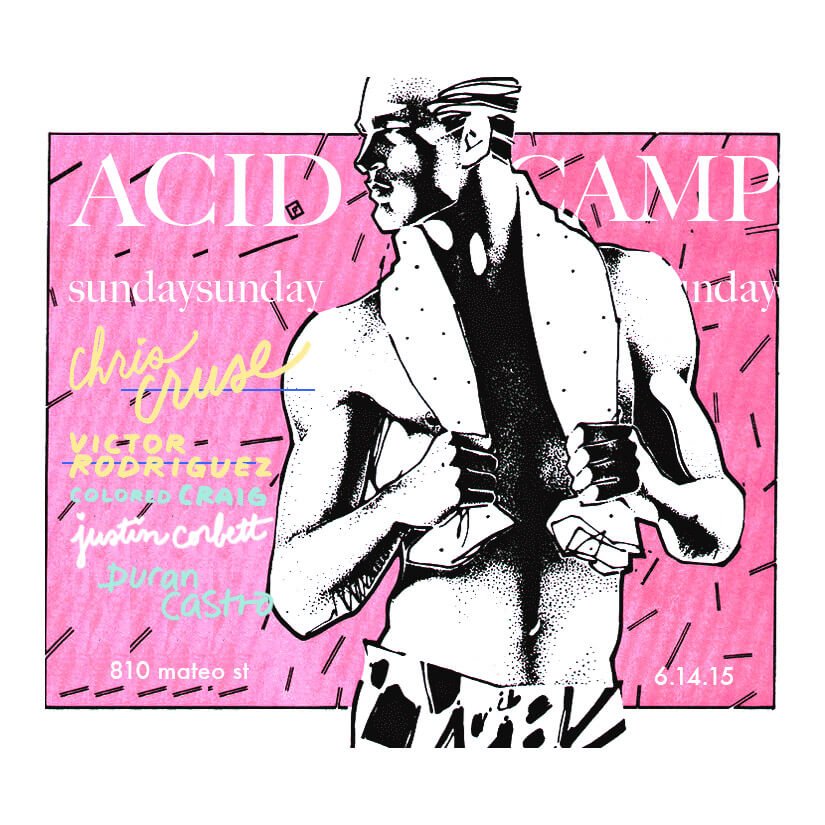 ACID CAMP
sundaysunday nday
chris
cruse
VICTOR
RODRIGUEZ
COLORED CRAIG
justin corbett
Duran
Castro
810 mateo st
6.14.15